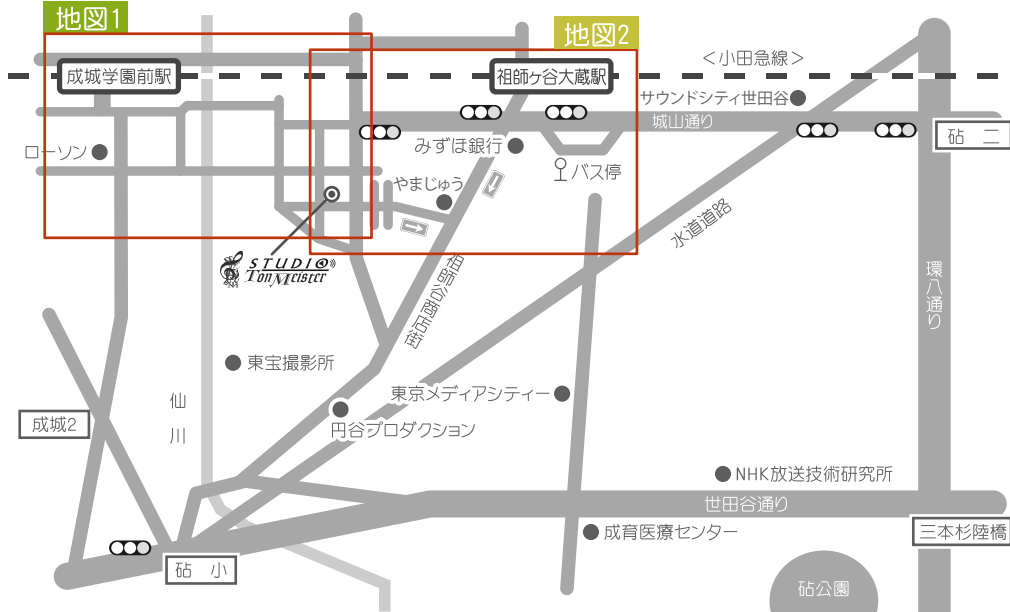 地図1
地図2
成城学園前駅
祖師ヶ谷大蔵駅
＜小田急線＞
サウンドシティ世田谷
城山通り
砧 二
ローソン
みずほ銀行
バス停
やまじゅう
水道道路
STUDIO
TonMeister
祖師谷商店街
環八通り
東宝撮影所
東京メディアシティー
仙川
成城2
円谷プロダクション
NHK放送技術研究所
世田谷通り
成育医療センター
三本杉陸橋
砧 小
砧公園